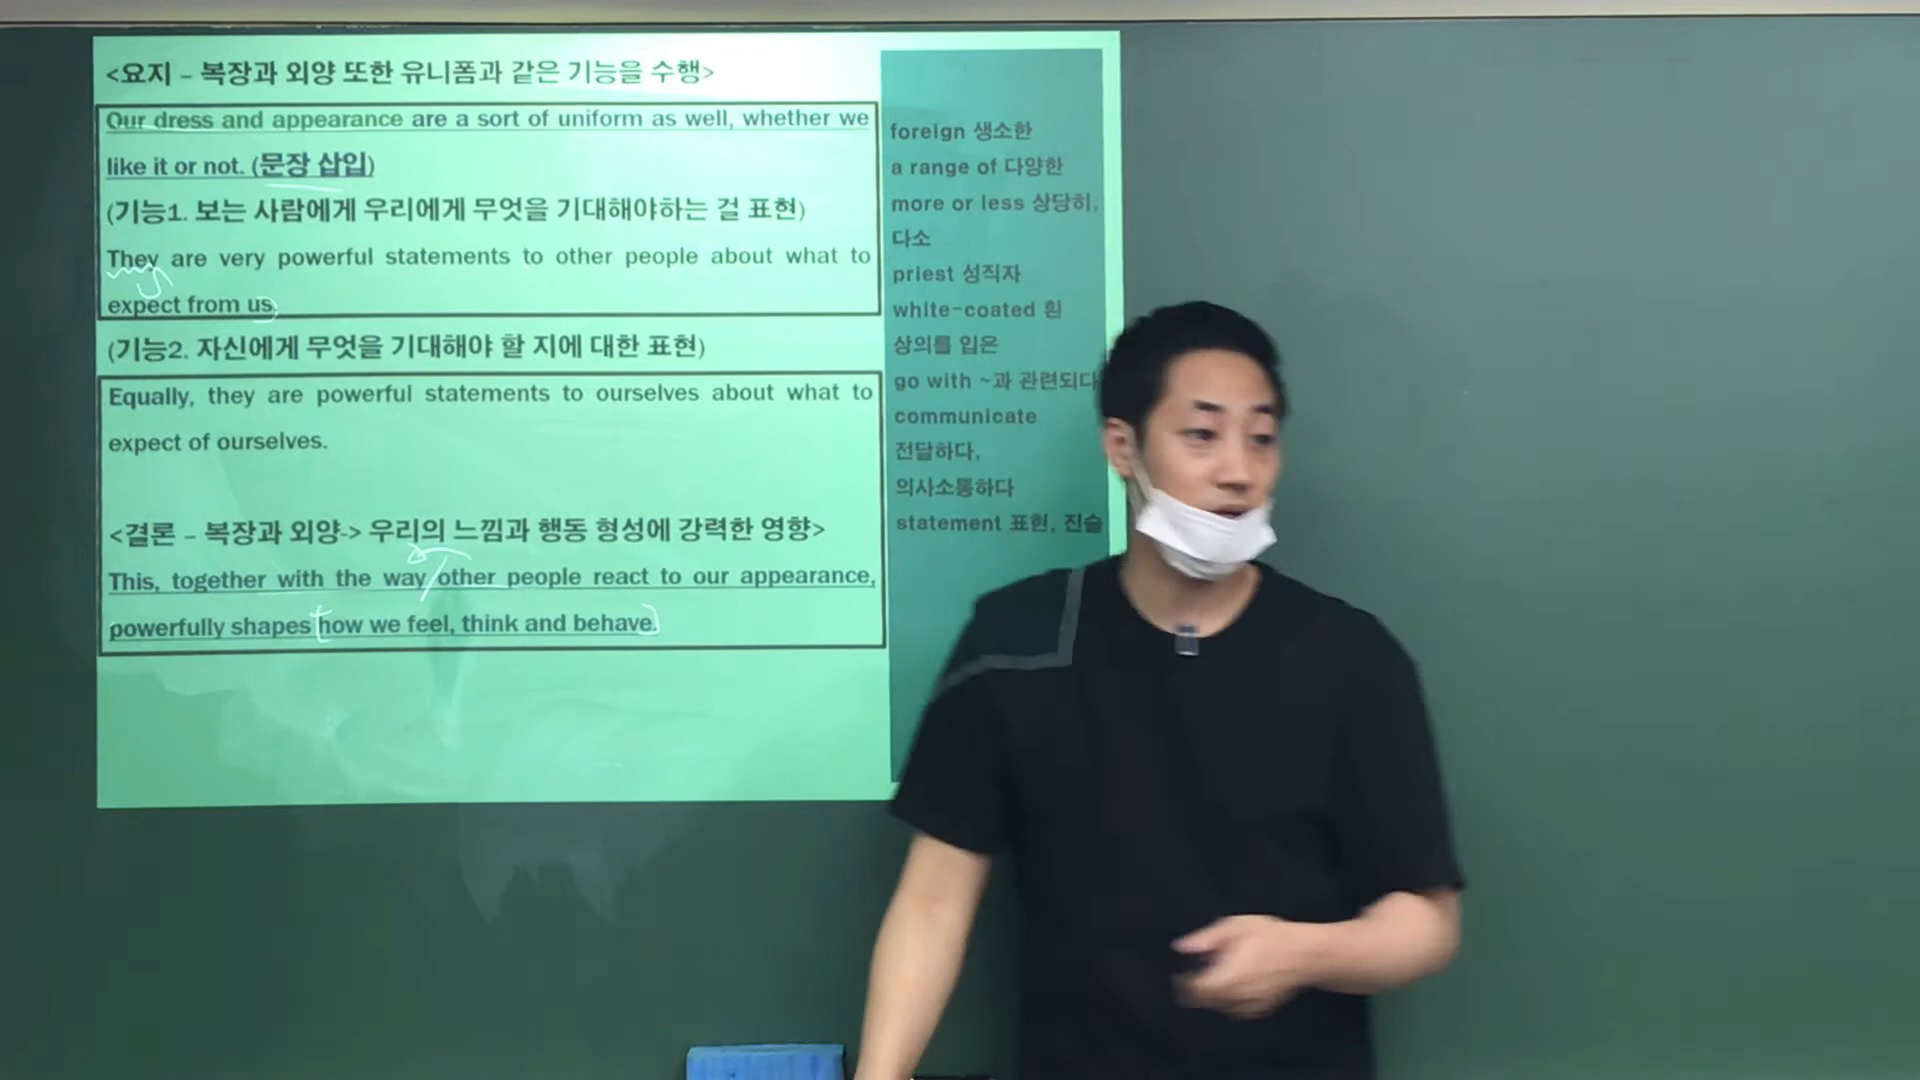 <요지 – 복장과 외양 또한 유니폼과 같은 기능을 수행>
Our dress and appearance are a sort of uniform as well, whether we
like it or not. (문장 삽입)
(기능1. 보는 사람에게 우리에게 무엇을 기대해야하는 걸 표현)
They are very powerful statements to other people about what to
expect from us.
(기능2. 자신에게 무엇을 기대해야 할 지에 대한 표현)
Equally, they are powerful statements to ourselves about what to
expect of ourselves.
<결론 – 복장과 외양-> 우리의 느낌과 행동 형성에 강력한 영향>
This, together with the way other people react to our appearance,
powerfully shapes how we feel, think and behave.
foreign 생소한
a range of 다양한
more or less 상당히,
다소
priest 성직자
white-coated 흰
상의를 입은
go with ~과 관련되다
communicate
전달하다,
의사소통하다
statement 표현, 진술